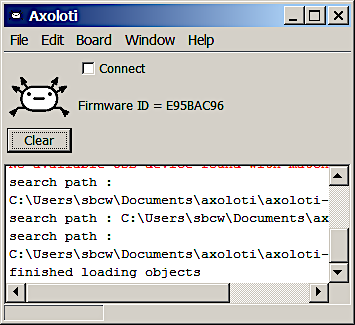 Axoloti
File Edit Board Window Help
Connect
Firmware ID = E95BAC96
Clear
search path :
C:\Users\sbcw\Documents\axoloti\axoloti-
search path : C:\Users\sbcw\Documents\ax
search path :
C:\Users\sbcw\Documents\axoloti\axoloti-
finished loading objects